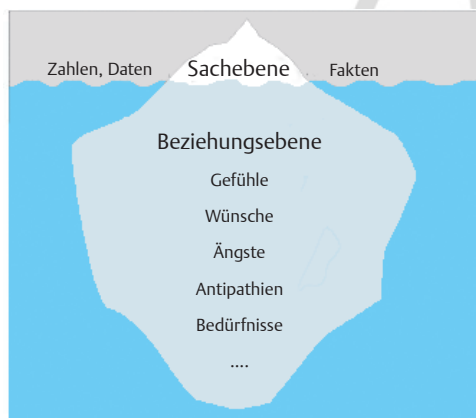 Zahlen, Daten Sachebene Fakten
Beziehungsebene
Gefühle
Wünsche
Ängste
Antipathien
Bedürfnisse
....